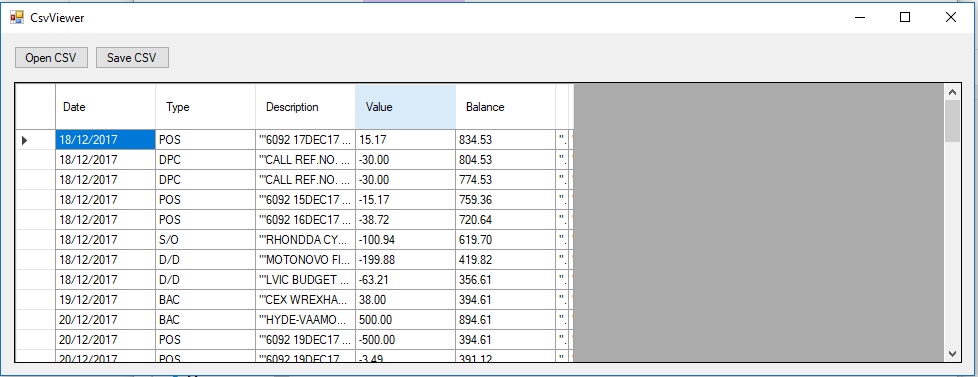 CsvViewer
Open CSV Save CSV
Date Type Description Value Balance
18/12/2017 POS '"6092 17DEC17 ... 15.17 834.53 ".
18/12/2017 DPC '"CALL REF.NO. ... -30.00 804.53 ".
18/12/2017 DPC '"CALL REF.NO. ... -30.00 774.53 ".
18/12/2017 POS '"6092 15DEC17 ... -15.17 759.36 ".
18/12/2017 POS '"6092 16DEC17 ... -38.72 720.64 ".
18/12/2017 S/O '"RHONDDA CY... -100.94 619.70 ".
18/12/2017 D/D '"MOTONOVO FI... -199.88 419.82 ".
18/12/2017 D/D '"LVIC BUDGET ... -63.21 356.61 ".
19/12/2017 BAC '"CEX WREXHA... 38.00 394.61 ".
20/12/2017 BAC '"HYDE-VAAMO... 500.00 894.61 ".
20/12/2017 POS '"6092 19DEC17 ... -500.00 394.61 ".
20/12/2017 POS '"6092 19DEC17 ... -3.49 391.12 ".